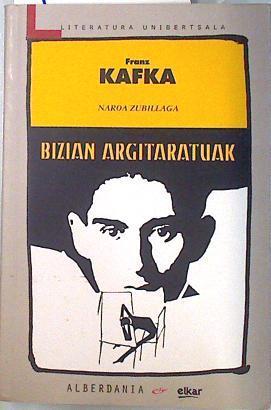 LITERATURA UNIBERTSALA
Franz
KAFKA
NAROA ZUBILLAGA
BIZIAN ARGITARATUAK
ALBERDANIA elkar